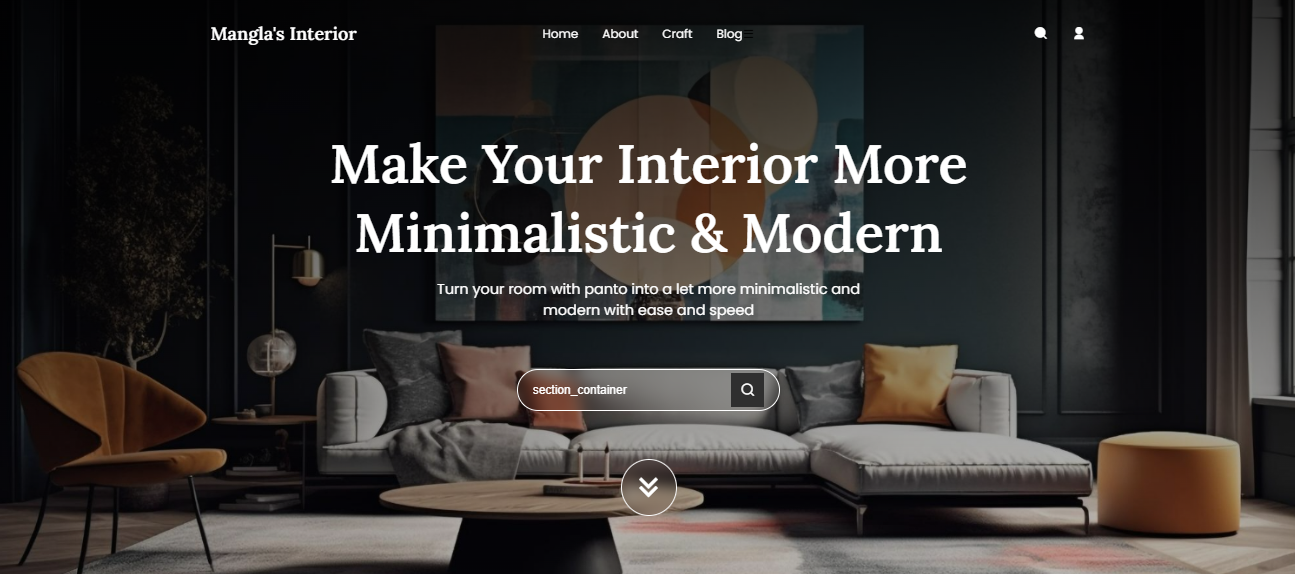 Mangla's Interior
Home About Craft Blog
Make Your Interior More
Minimalistic & Modern
Turn your room with panto into a let more minimalistic and
modern with ease and speed
section_container